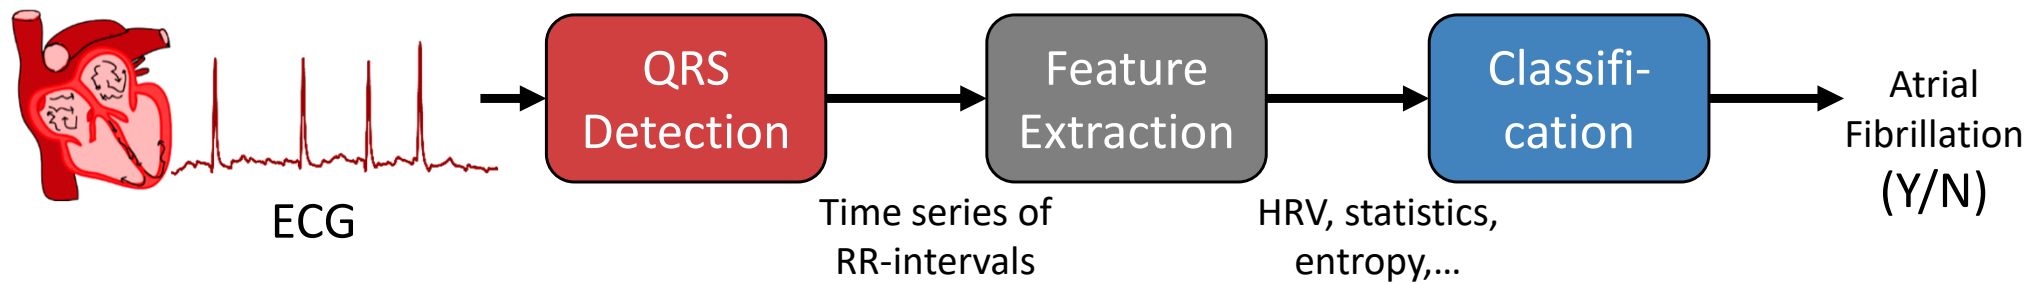 ECG
QRS
Detection
Time series of
RR-intervals
Feature
Extraction
HRV, statistics,
entropy,...
Classifi-
cation
Atrial
Fibrillation
(Y/N)